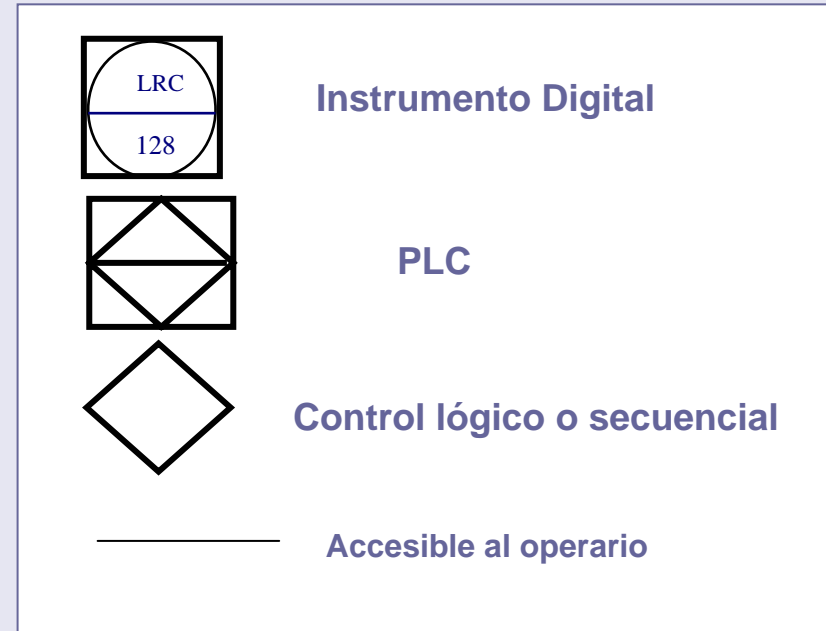 LRC
128
Instrumento Digital
PLC
Control lógico o secuencial
Accesible al operario